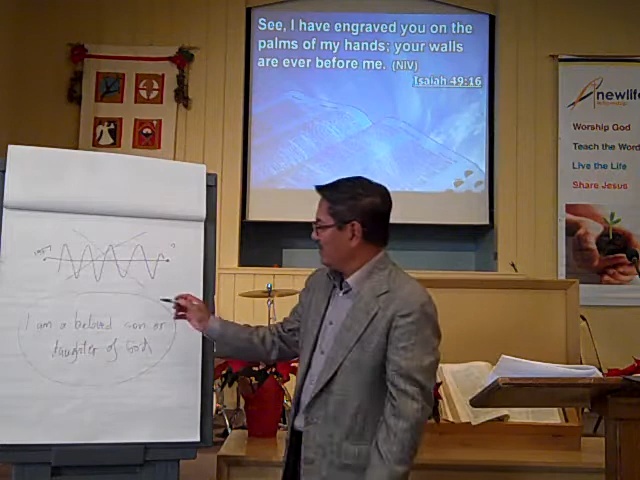 See, I have engraved you on the
palms of my hands; your walls
are ever before me. (NIV)
Isaiah 49:16
newlife
Worship God
Teach the Word
Live the Life
Share Jesus
I am a beloved son or
daughter of God